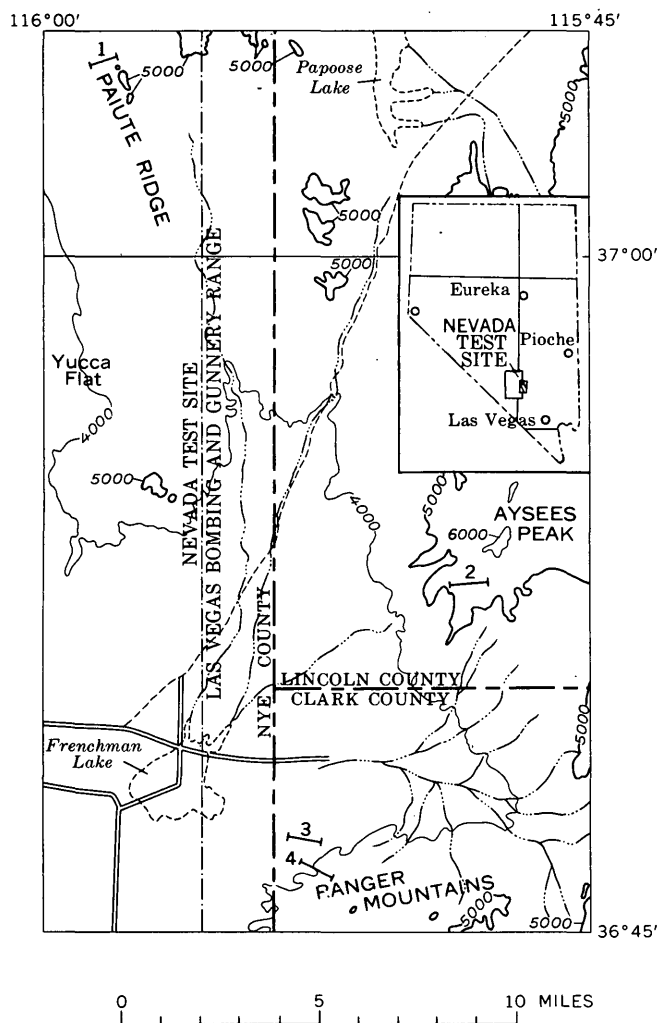 116°00'
115°45'
1
5000
5000
Papoose
Lake
5000
PAIUTE RIDGE
5000
37°00'
5000
Eureka
NEVADA
TEST
SITE
Pioche
Las Vegas
Yucca
Flat
4000
NEVADA TEST SITE
LAS VEGAS BOMBING AND GUNNERY RANGE
5000
4000
5000
AYSEES
PEAK
6000
2
NYE COUNTY
LINCOLN COUNTY
CLARK COUNTY
5000
Frenchman
Lake
3
4
RANGER
MOUNTAINS
5000
5000
36°45'
0 5 10 MILES